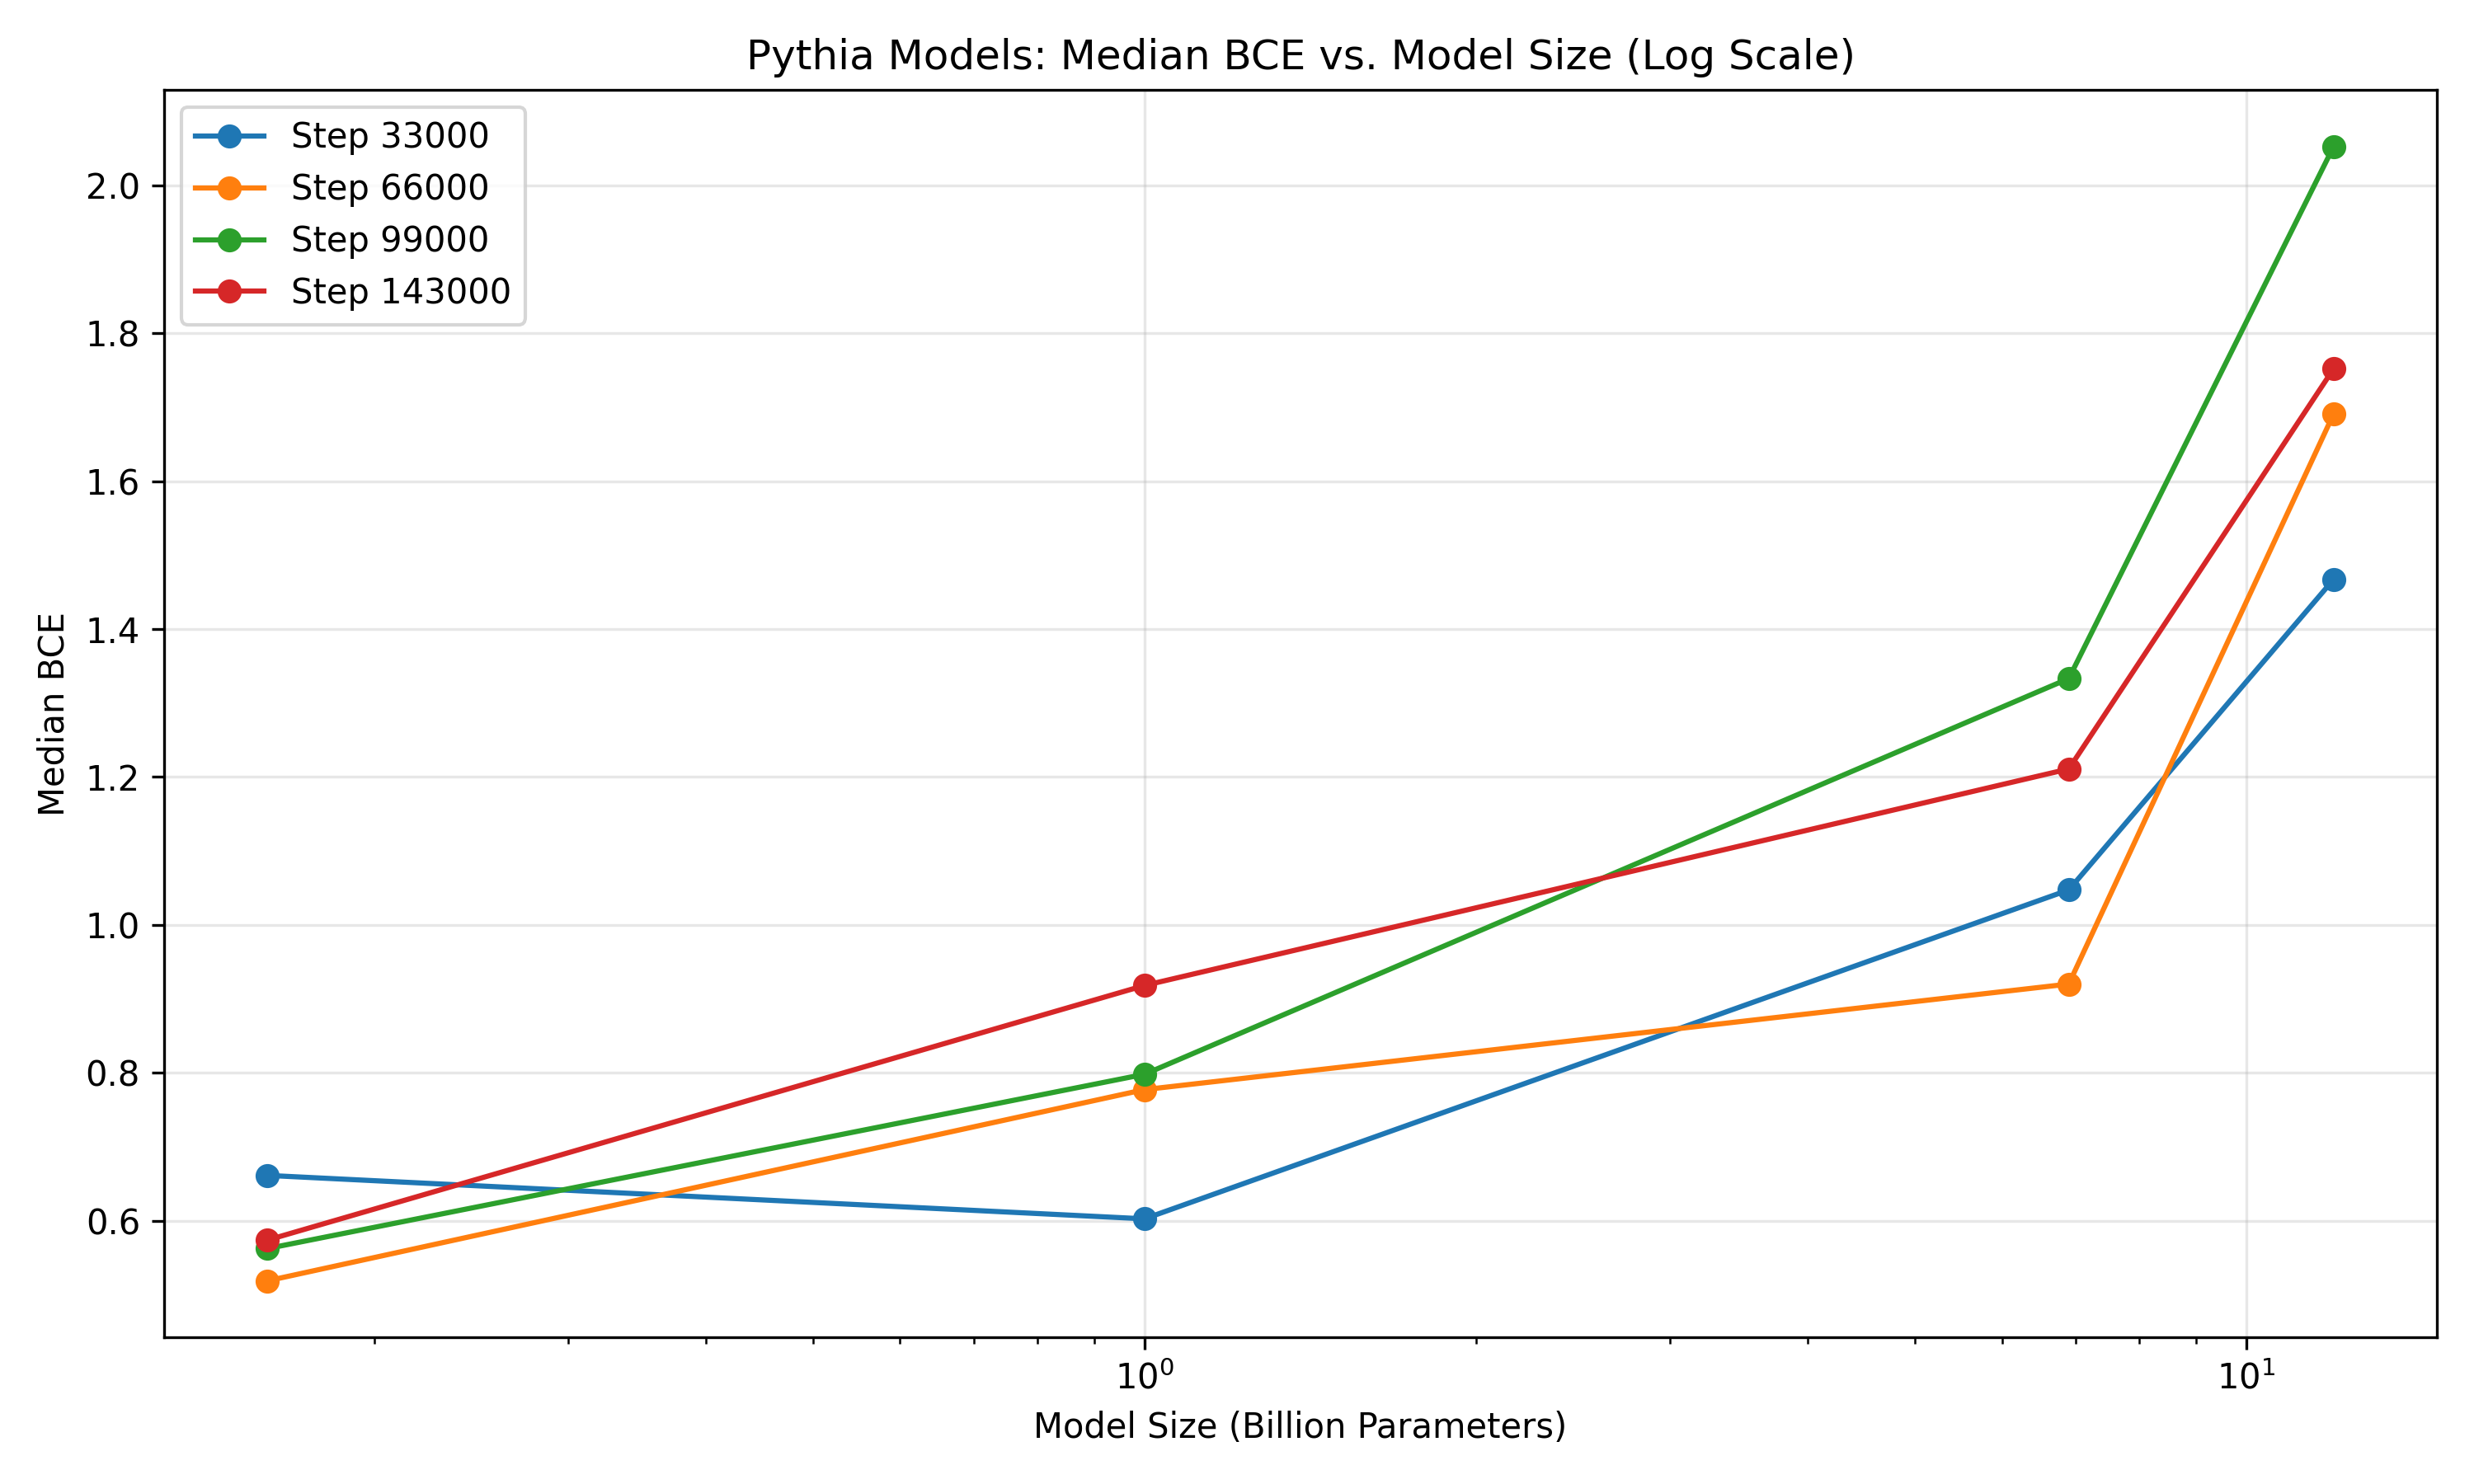 Pythia Models: Median BCE vs. Model Size (Log Scale)
Step 33000
Step 66000
Step 99000
Step 143000
2.0
1.8
1.6
1.4
1.2
1.0
0.8
0.6
Median BCE
10⁰
10¹
Model Size (Billion Parameters)